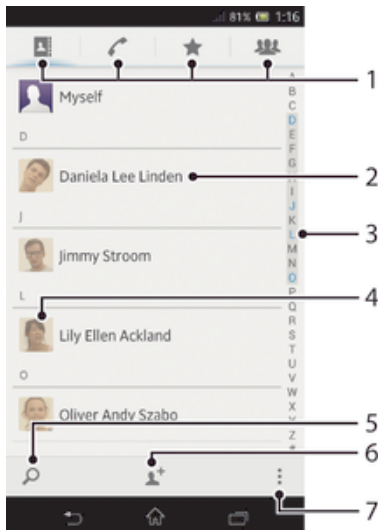 81% 1:16
1
Myself
B
C
D
D
E
F
G
Daniela Lee Linden
2
I
J
J
K
L
3
M
Jimmy Stroom
N
O
L
P
4
Q
R
S
Lily Ellen Ackland
T
U
V
O
W
X
Oliver Andy Szabo
5
Z
6
7